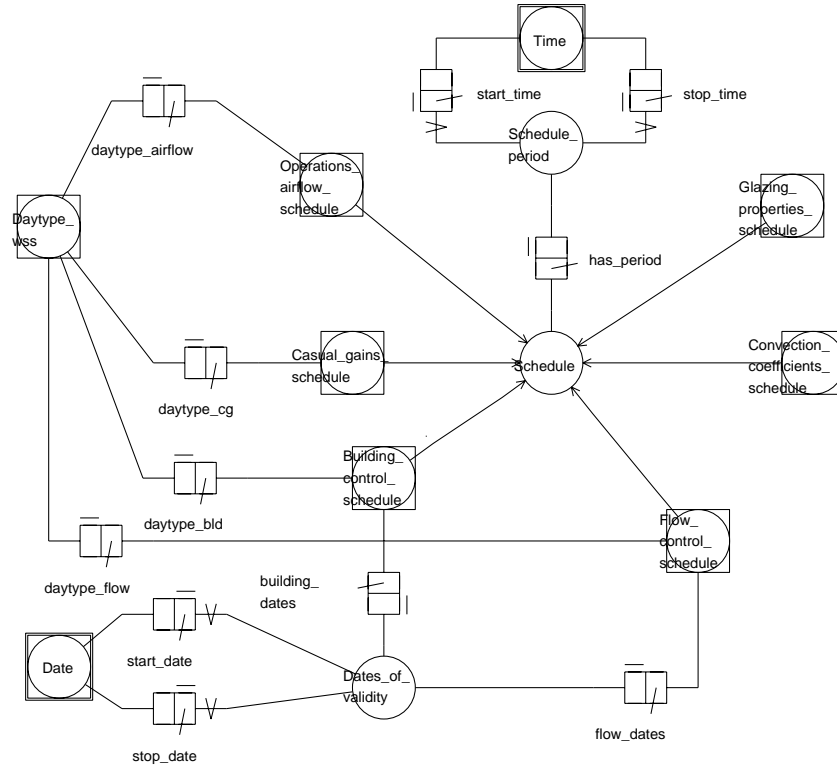 Time
start_time
stop_time
Schedule_
period
daytype_airflow
Operations_
airflow_
schedule
Glazing_
properties_
schedule
Daytype_
wss
has_period
Casual_gains_
schedule
Schedule
Convection_
coefficients_
schedule
daytype_cg
Building_
control_
schedule
daytype_bld
Flow_
control_
schedule
daytype_flow
building_
dates
Date
start_date
Dates_of_
validity
stop_date
flow_dates